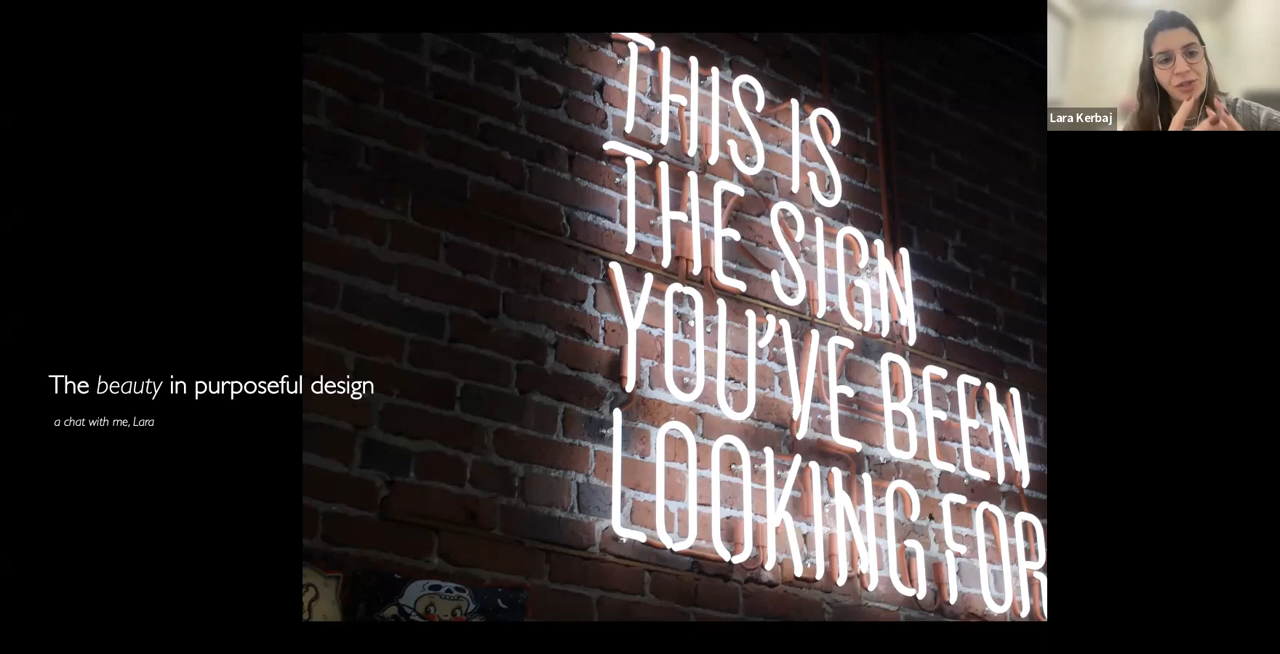 THIS IS
THE SIGN
YOU'VE BEEN
LOOKING FOR
The beauty in purposeful design
a chat with me, Lara
Lara Kerbaj